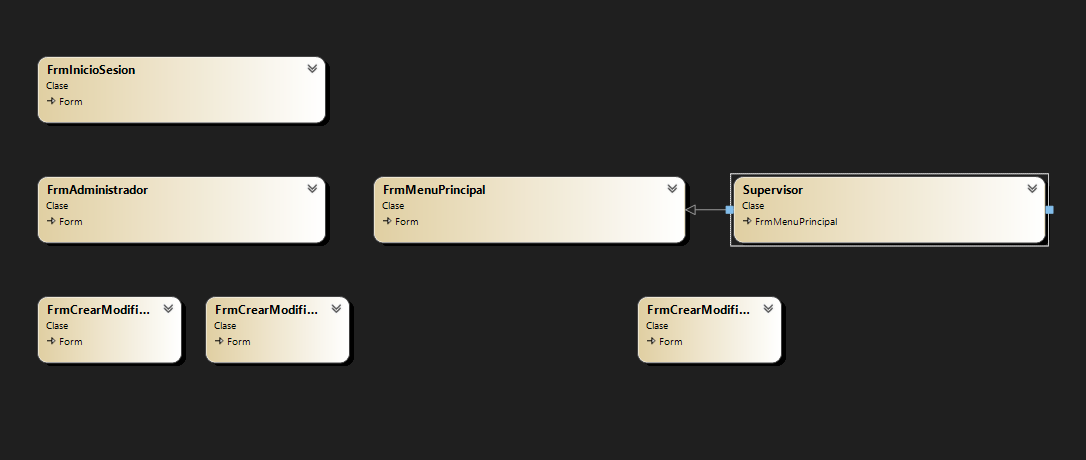 FrmInicioSesion
Clase
Form
FrmAdministrador
Clase
Form
FrmMenuPrincipal
Clase
Form
Supervisor
Clase
FrmMenuPrincipal
FrmCrearModifi...
Clase
Form
FrmCrearModifi...
Clase
Form
FrmCrearModifi...
Clase
Form